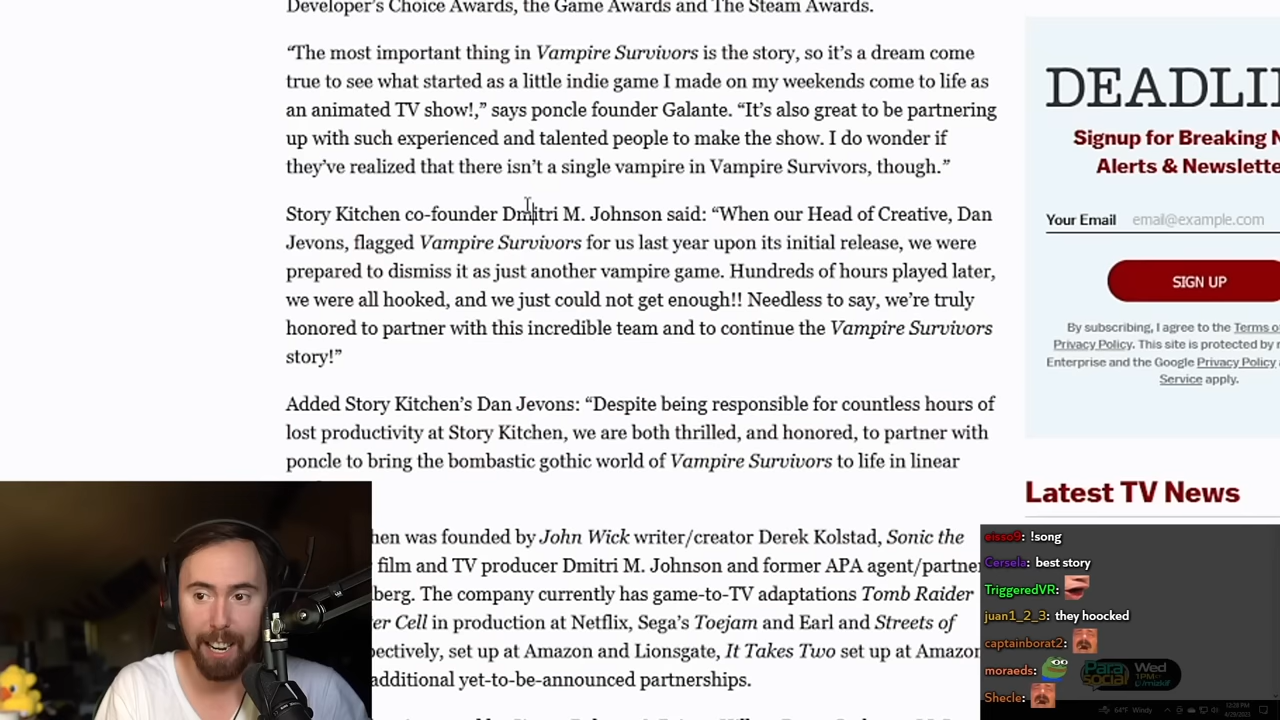 Developer's Choice Awards, the Game Awards and The Steam Awards.
“The most important thing in Vampire Survivors is the story, so it’s a dream come
true to see what started as a little indie game I made on my weekends come to life as
an animated TV show!,” says poncle founder Galante. “It’s also great to be partnering
up with such experienced and talented people to make the show. I do wonder if
they’ve realized that there isn’t a single vampire in Vampire Survivors, though.”
Story Kitchen co-founder Dmitri M. Johnson said: “When our Head of Creative, Dan
Jevons, flagged Vampire Survivors for us last year upon its initial release, we were
prepared to dismiss it as just another vampire game. Hundreds of hours played later,
we were all hooked, and we just could not get enough!! Needless to say, we’re truly
honored to partner with this incredible team and to continue the Vampire Survivors
story!”
Added Story Kitchen’s Dan Jevons: “Despite being responsible for countless hours of
lost productivity at Story Kitchen, we are both thrilled, and honored, to partner with
poncle to bring the bombastic gothic world of Vampire Survivors to life in linear
hen was founded by John Wick writer/creator Derek Kolstad, Sonic the
film and TV producer Dmitri M. Johnson and former APA agent/partner
berg. The company currently has game-to-TV adaptations Tomb Raider
er Cell in production at Netflix, Sega’s Toejam and Earl and Streets of
pectively, set up at Amazon and Lionsgate, It Takes Two set up at Amazon
additional yet-to-be-announced partnerships.
DEADLI
Signup for Breaking N
Alerts & Newslette
Your Email email@example.com
SIGN UP
By subscribing, I agree to the Terms o
Privacy Policy. This site is protected by r
Enterprise and the Google Privacy Policy
Service apply.
Latest TV News
eisso9: !song
Cersela: best story
TriggeredVR:
juan1_2_3: they hoocked
captainborat2:
moraeds:
Shecle:
Para
social
Wed
1PM
/mizkif
64°F Windy